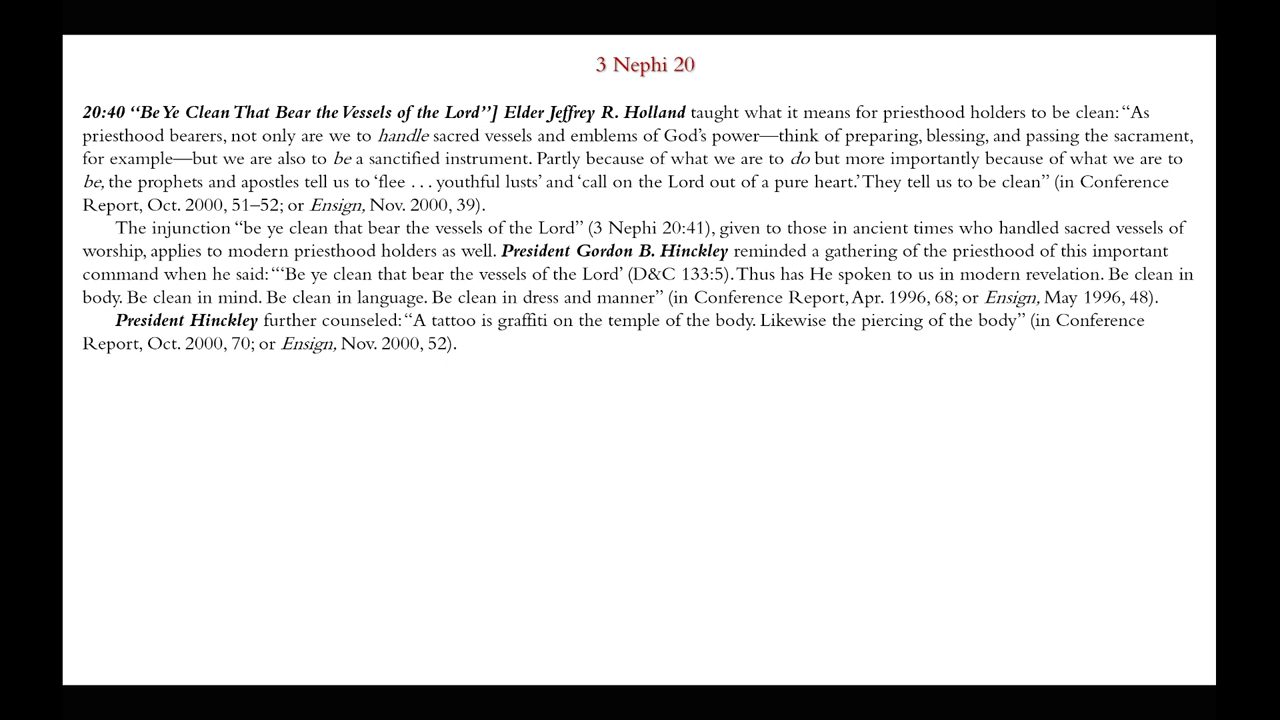 3 Nephi 20
20:40 “Be Ye Clean That Bear the Vessels of the Lord”] Elder Jeffrey R. Holland taught what it means for priesthood holders to be clean: “As
priesthood bearers, not only are we to handle sacred vessels and emblems of God’s power—think of preparing, blessing, and passing the sacrament,
for example—but we are also to be a sanctified instrument. Partly because of what we are to do but more importantly because of what we are to
be, the prophets and apostles tell us to ‘flee . . . youthful lusts’ and ‘call on the Lord out of a pure heart.’ They tell us to be clean” (in Conference
Report, Oct. 2000, 51–52; or Ensign, Nov. 2000, 39).
The injunction “be ye clean that bear the vessels of the Lord” (3 Nephi 20:41), given to those in ancient times who handled sacred vessels of
worship, applies to modern priesthood holders as well. President Gordon B. Hinckley reminded a gathering of the priesthood of this important
command when he said: “‘Be ye clean that bear the vessels of the Lord’ (D&C 133:5). Thus has He spoken to us in modern revelation. Be clean in
body. Be clean in mind. Be clean in language. Be clean in dress and manner” (in Conference Report, Apr. 1996, 68; or Ensign, May 1996, 48).
President Hinckley further counseled: “A tattoo is graffiti on the temple of the body. Likewise the piercing of the body” (in Conference
Report, Oct. 2000, 70; or Ensign, Nov. 2000, 52).